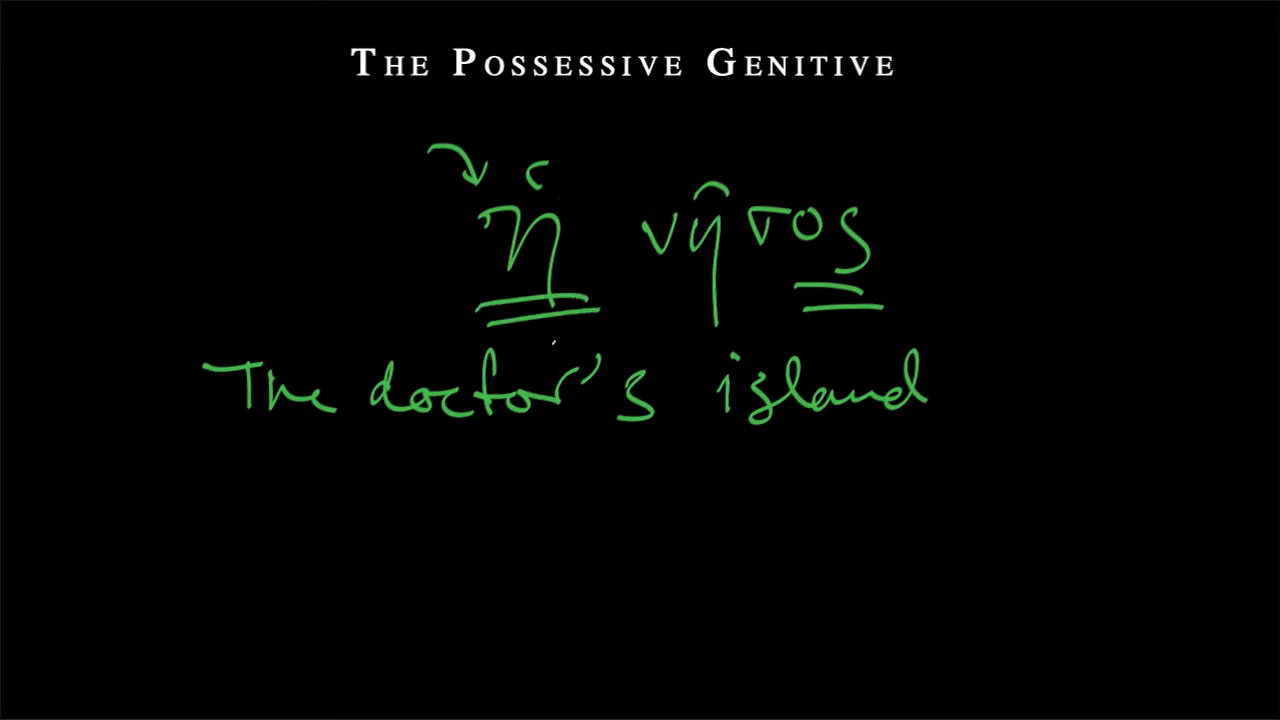 THE POSSESSIVE GENITIVE
ἡ νῆσος
The doctor's island